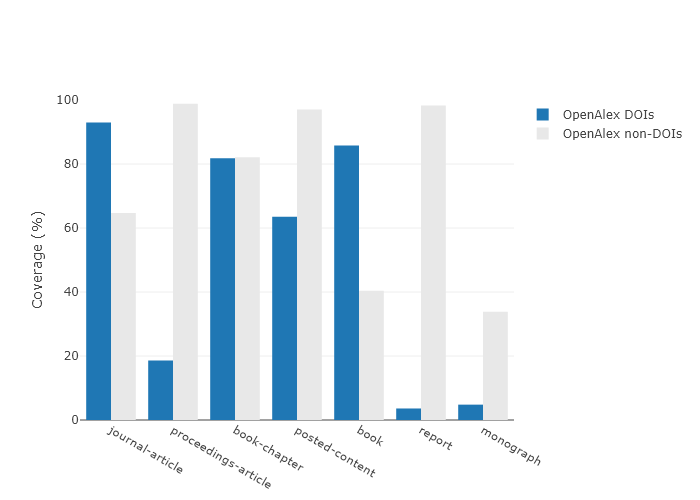 100
80
60
40
20
0
Coverage (%)
journal-article
proceedings-article
book-chapter
posted-content
book
report
monograph
OpenAlex DOIs
OpenAlex non-DOIs